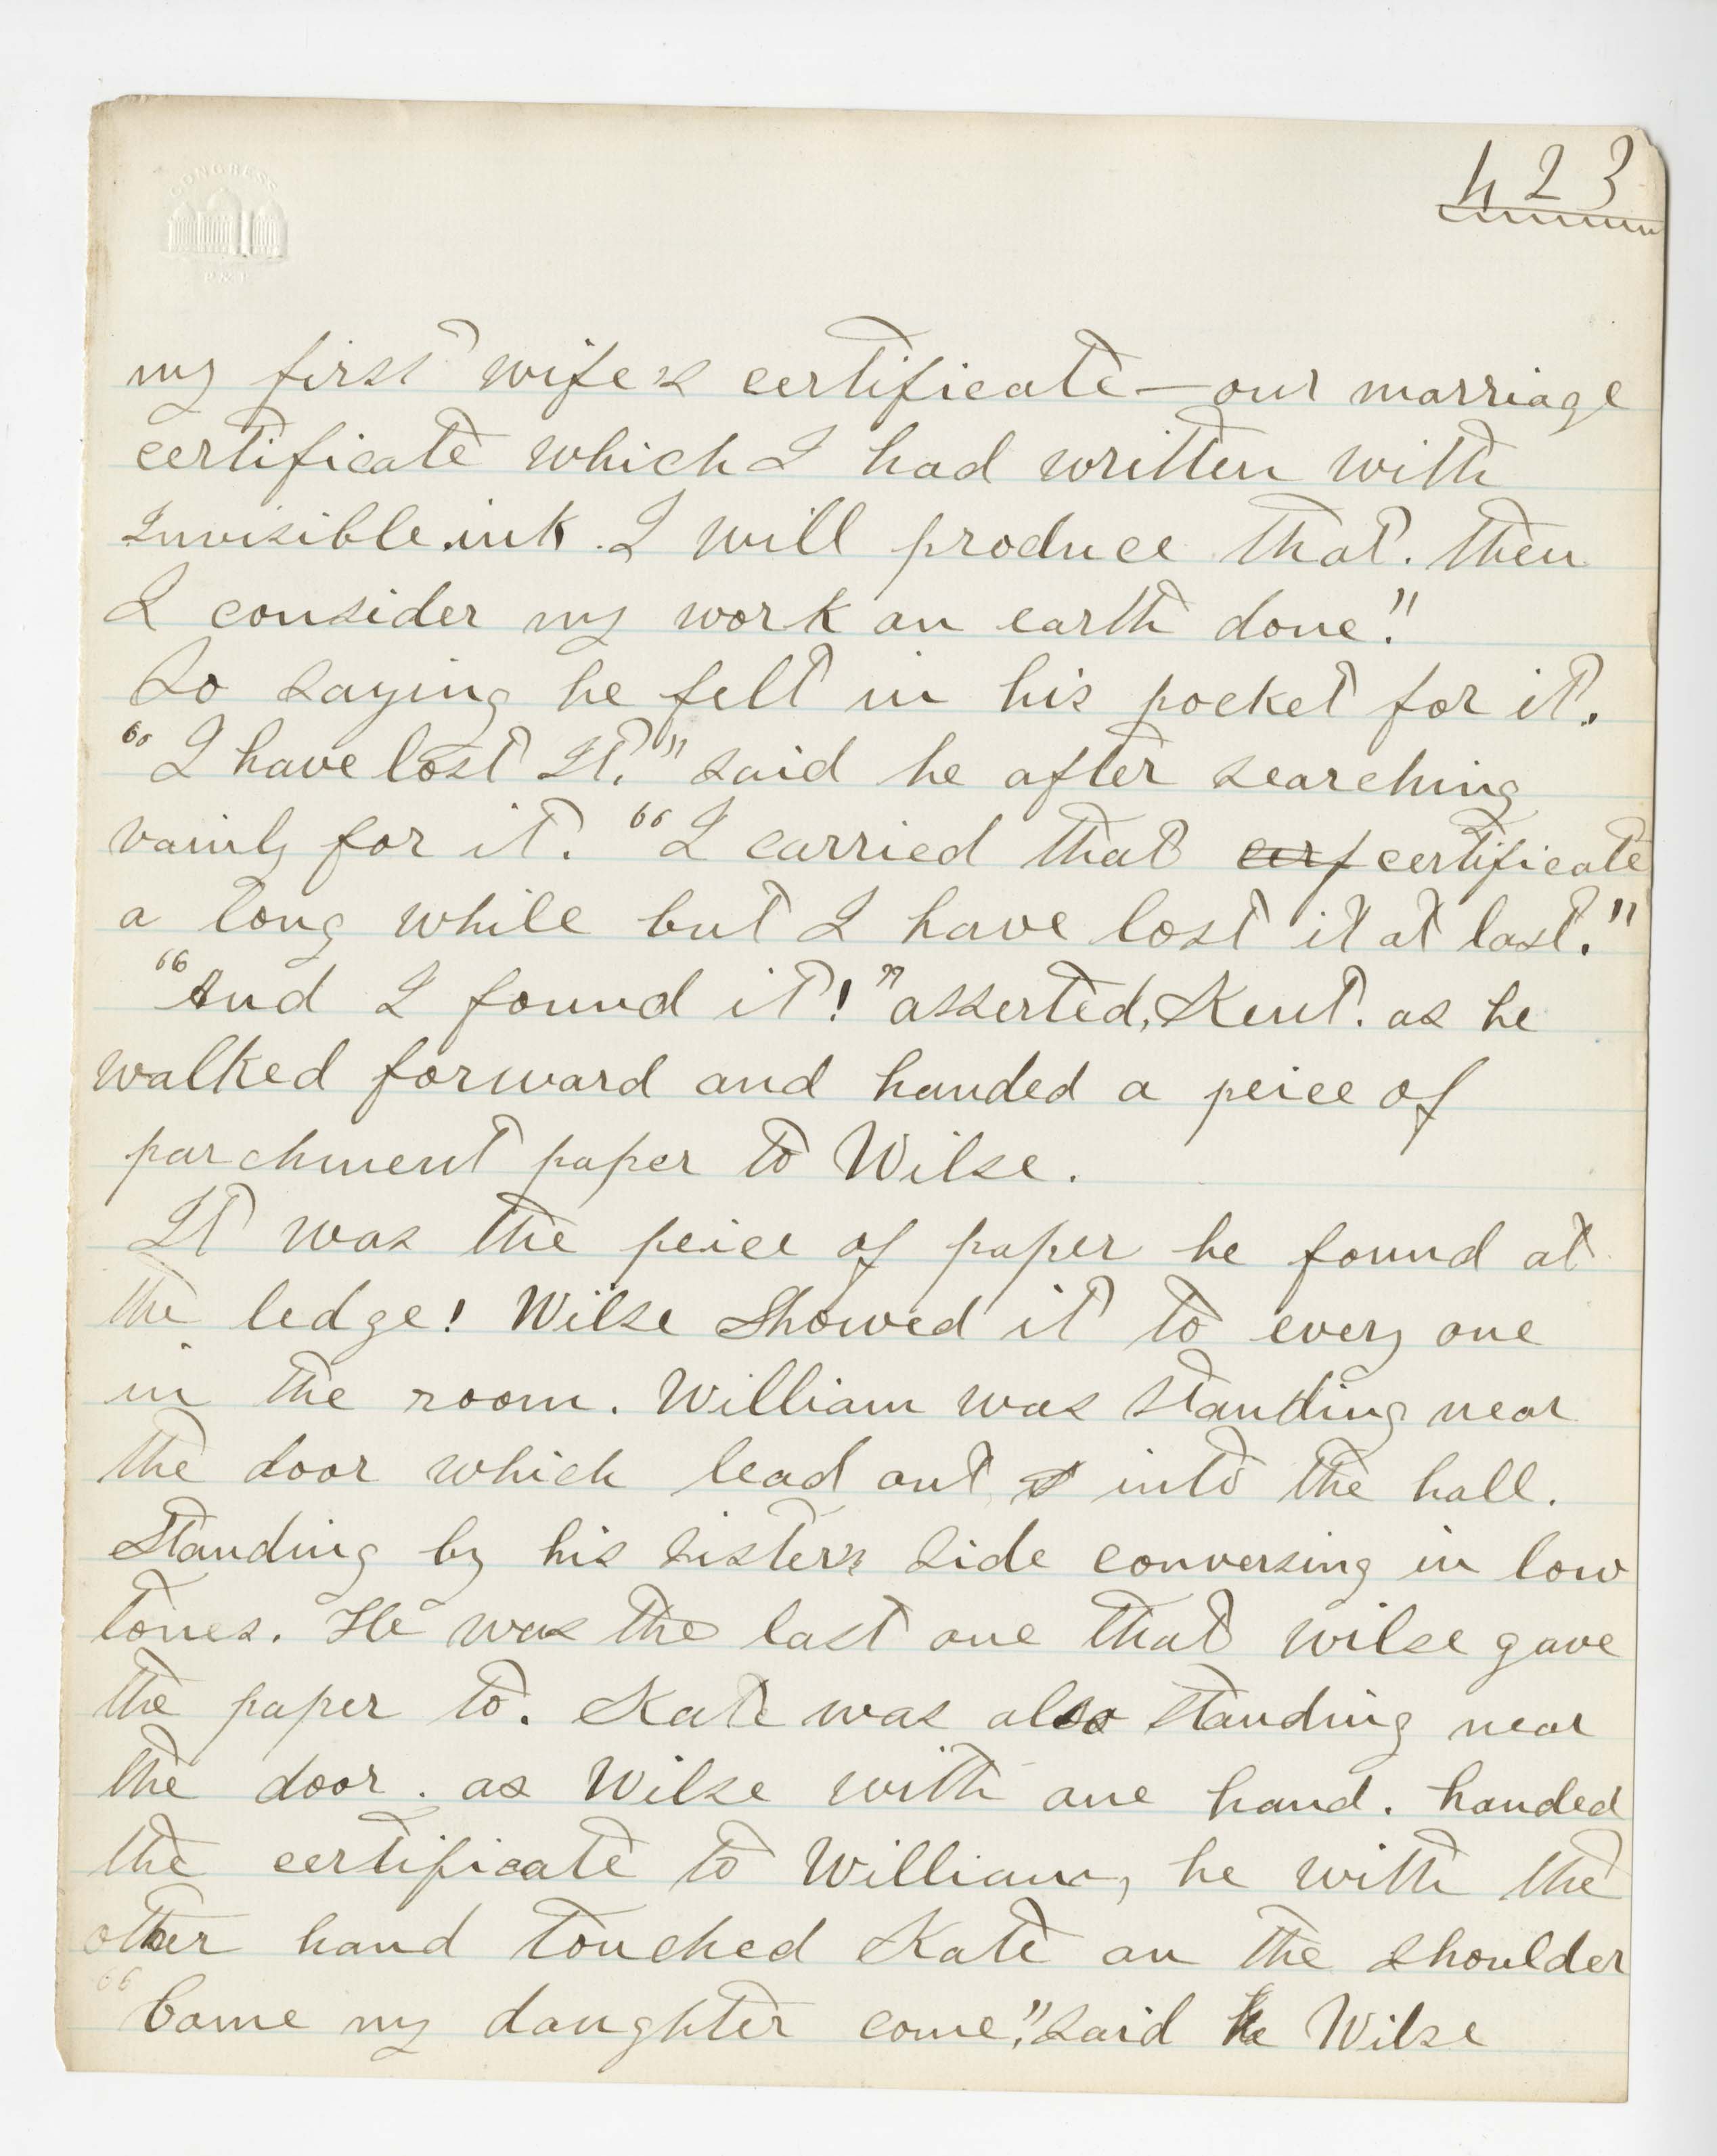 CONGRESS
P & P
423
my first wife's certificate—our marriage
certificate which I had written with
Invisible ink. I will produce that. then
I consider my work on earth done."
So saying he felt in his pocket for it.
"I have lost It." said he after searching
vainly for it. "I carried that cerf certificate
a long while but I have lost it at last."
"And I found it!" asserted, Kent. as he
walked forward and handed a peice of
parchment paper to Wilse.
It was the peice of paper he found at
the ledge! Wilse Showed it to every one
in the room. William was standing near
the door which lead out t into the hall.
Standing by his sisters side conversing in low
tones. He was the last one that wilse gave
the paper to. Kate was also standing near
the door. as Wilse with one hand. handed
the certificate to William, he with the
other hand touched Kate on the shoulder
"Come my daughter come," said he Wilse